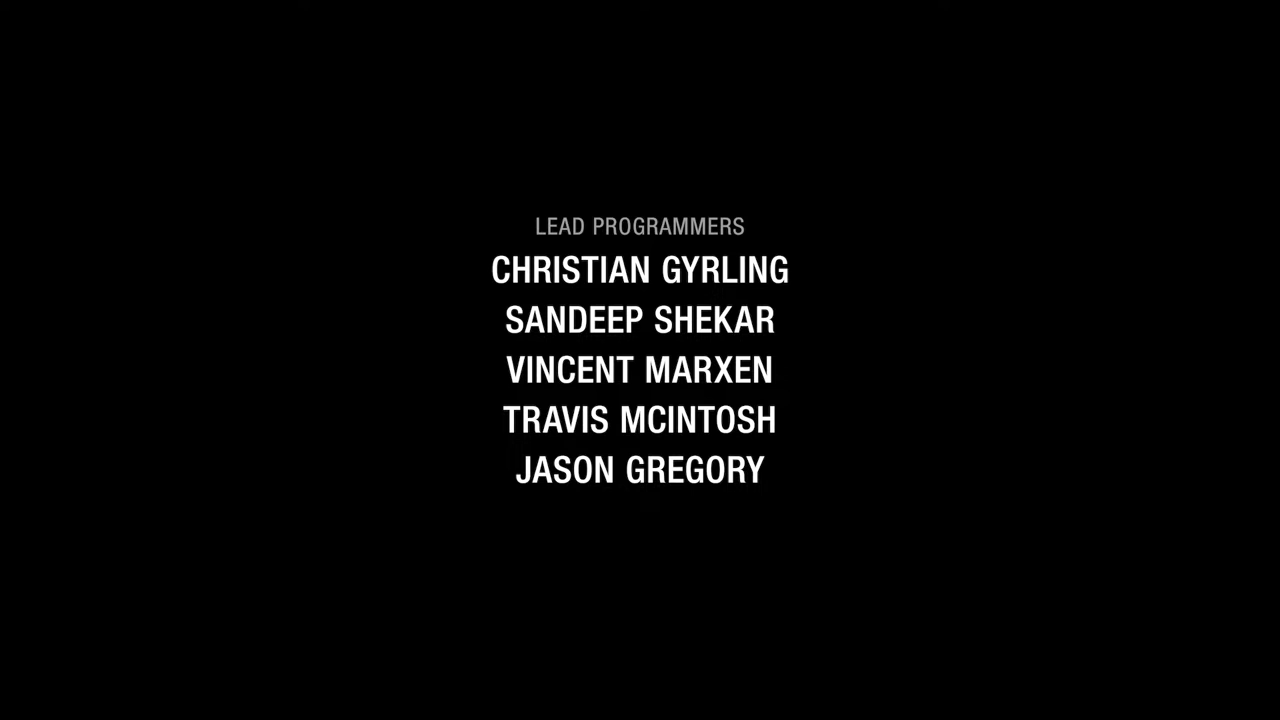 LEAD PROGRAMMERS
CHRISTIAN GYRLING
SANDEEP SHEKAR
VINCENT MARXEN
TRAVIS MCINTOSH
JASON GREGORY